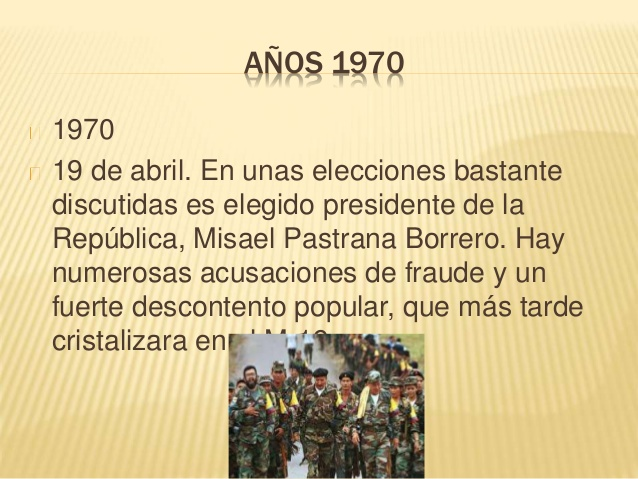 AÑOS 1970
1970
19 de abril. En unas elecciones bastante
discutidas es elegido presidente de la
República, Misael Pastrana Borrero. Hay
numerosas acusaciones de fraude y un
fuerte descontento popular, que más tarde
cristalizara en